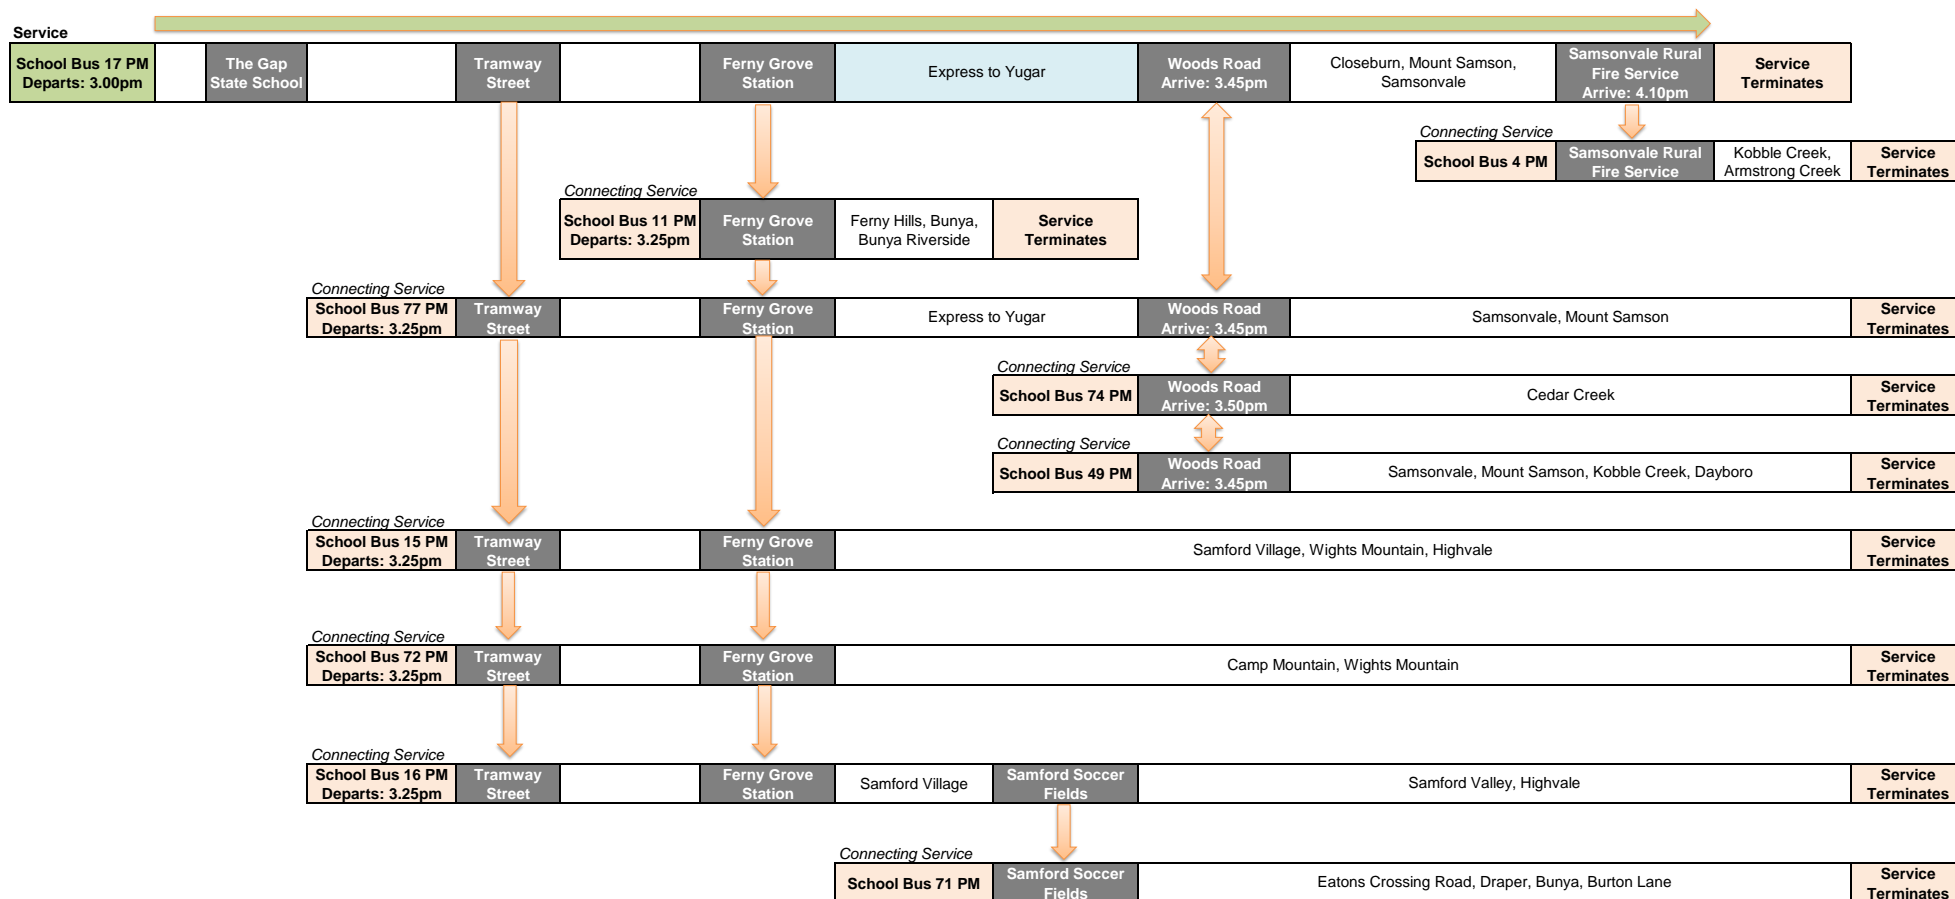 Service
School Bus 17 PM
Departs: 3.00pm
The Gap
State School
Tramway
Street
Ferny Grove
Station
Express to Yugar
Woods Road
Arrive: 3.45pm
Closeburn, Mount Samson,
Samsonvale
Samsonvale Rural
Fire Service
Arrive: 4.10pm
Service
Terminates
Connecting Service
School Bus 4 PM
Samsonvale Rural
Fire Service
Kobble Creek,
Armstrong Creek
Service
Terminates
Connecting Service
School Bus 11 PM
Departs: 3.25pm
Ferny Grove
Station
Ferny Hills, Bunya,
Bunya Riverside
Service
Terminates
Connecting Service
School Bus 77 PM
Departs: 3.25pm
Tramway
Street
Ferny Grove
Station
Express to Yugar
Woods Road
Arrive: 3.45pm
Samsonvale, Mount Samson
Service
Terminates
Connecting Service
School Bus 74 PM
Woods Road
Arrive: 3.50pm
Cedar Creek
Service
Terminates
Connecting Service
School Bus 49 PM
Woods Road
Arrive: 3.45pm
Samsonvale, Mount Samson, Kobble Creek, Dayboro
Service
Terminates
Connecting Service
School Bus 15 PM
Departs: 3.25pm
Tramway
Street
Ferny Grove
Station
Samford Village, Wights Mountain, Highvale
Service
Terminates
Connecting Service
School Bus 72 PM
Departs: 3.25pm
Tramway
Street
Ferny Grove
Station
Camp Mountain, Wights Mountain
Service
Terminates
Connecting Service
School Bus 16 PM
Departs: 3.25pm
Tramway
Street
Ferny Grove
Station
Samford Village
Samford Soccer
Fields
Samford Valley, Highvale
Service
Terminates
Connecting Service
School Bus 71 PM
Samford Soccer
Fields
Eatons Crossing Road, Draper, Bunya, Burton Lane
Service
Terminates